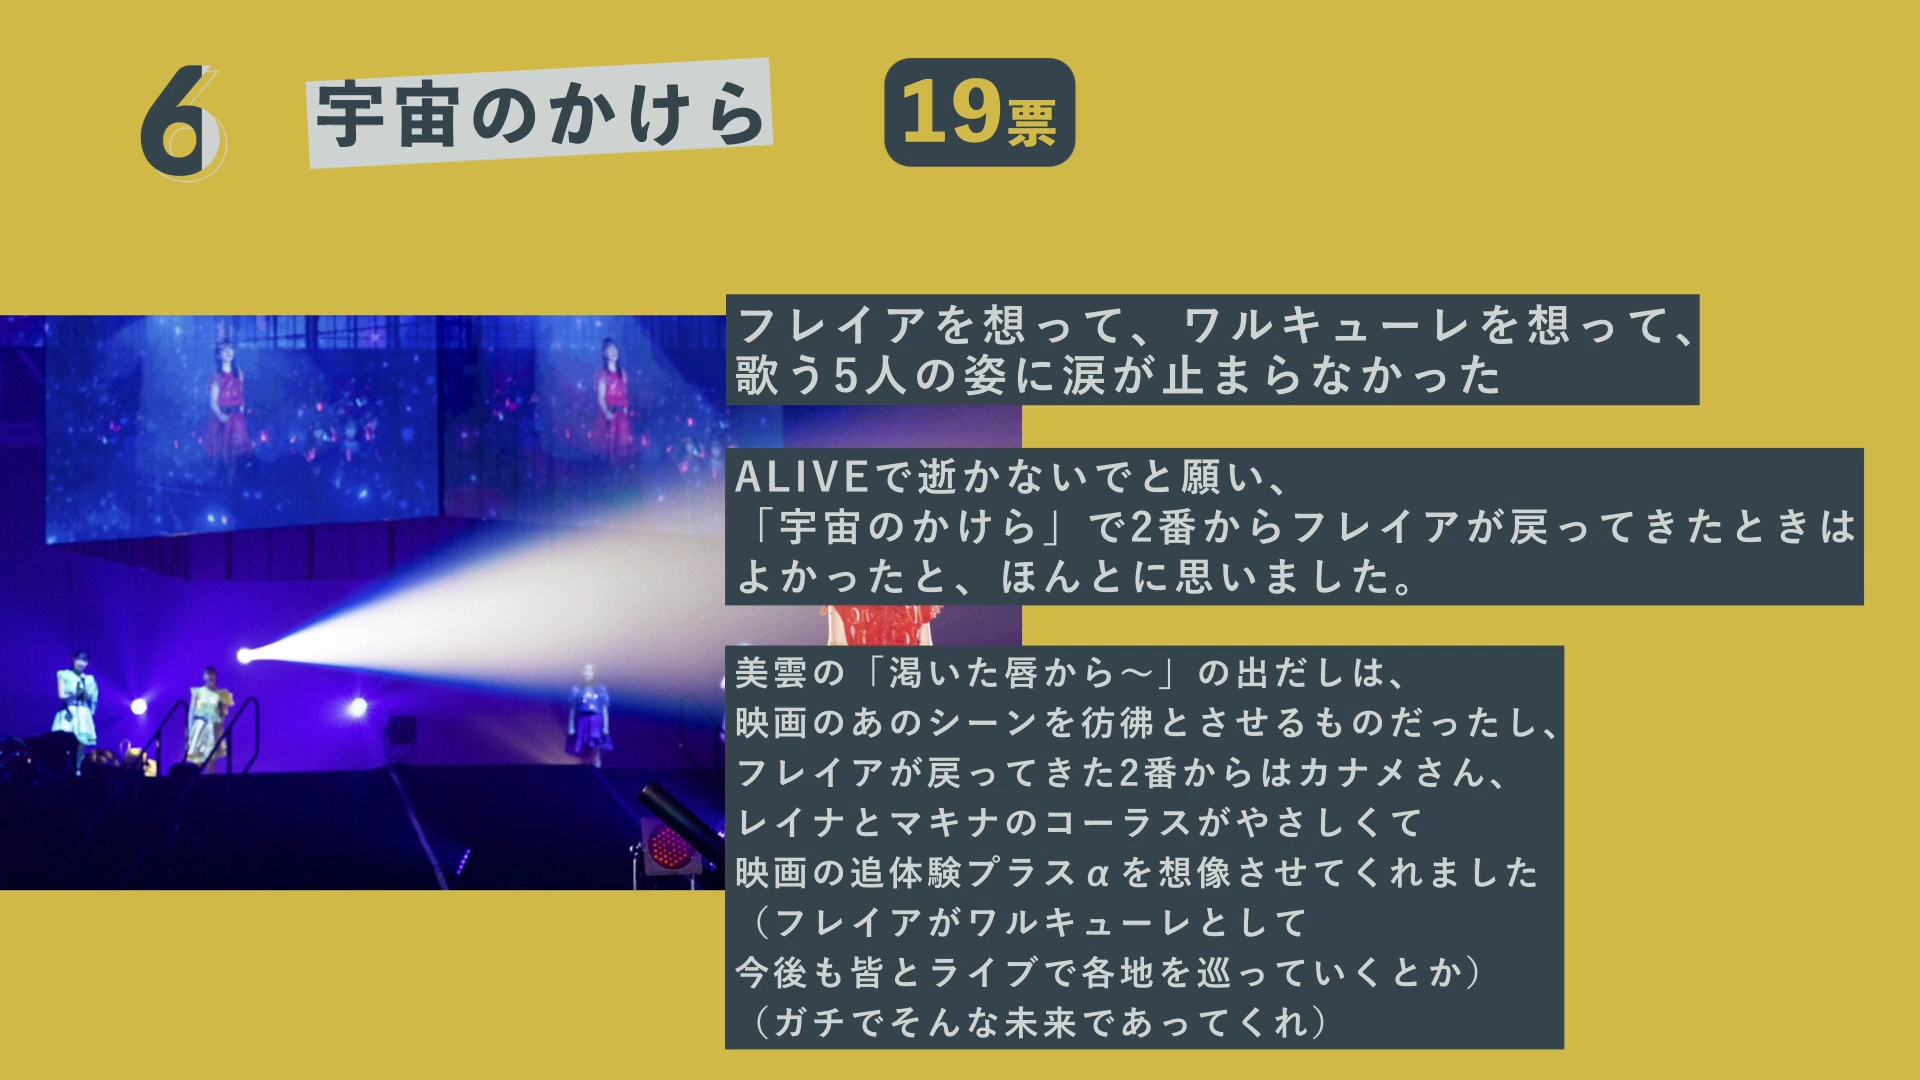 6
宇宙のかけら
19票
フレイアを想って、ワルキューレを想って、
歌う5人の姿に涙が止まらなかった
ALIVEで逝かないでと願い、
「宇宙のかけら」で2番からフレイアが戻ってきたときは
よかったと、ほんとに思いました。
美雲の「渇いた唇から～」の出だしは、
映画のあのシーンを彷彿とさせるものだったし、
フレイアが戻ってきた2番からはカナメさん、
レイナとマキナのコーラスがやさしくて
映画の追体験プラスαを想像させてくれました
（フレイアがワルキューレとして
今後も皆とライブで各地を巡っていくとか）
（ガチでそんな未来であってくれ）